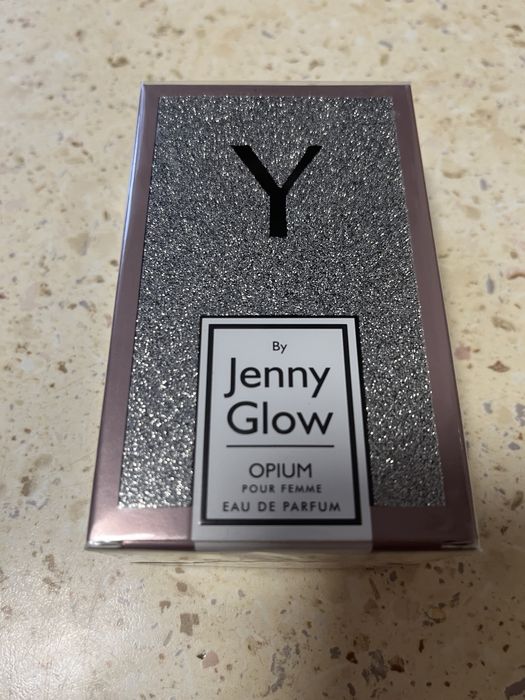 Y
By
Jenny
Glow
OPIUM
POUR FEMME
EAU DE PARFUM